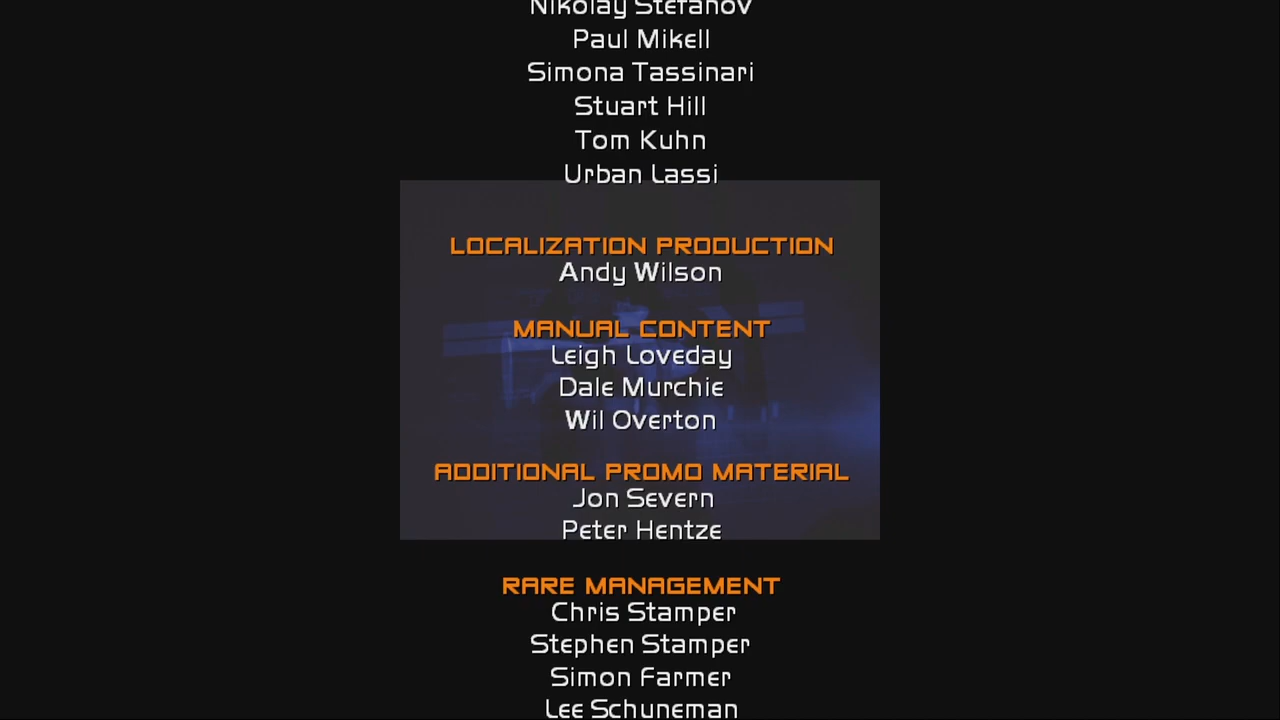 Nikolay Stefanov
Paul Mikell
Simona Tassinari
Stuart Hill
Tom Kuhn
Urban Lassi
LOCALIZATION PRODUCTION
Andy Wilson
MANUAL CONTENT
Leigh Loveday
Dale Murchie
Wil Overton
ADDITIONAL PROMO MATERIAL
Jon Severn
Peter Hentze
RARE MANAGEMENT
Chris Stamper
Stephen Stamper
Simon Farmer
Lee Schuneman